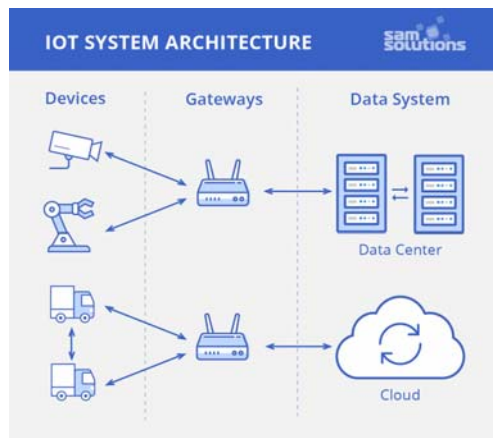 IOT SYSTEM ARCHITECTURE
sam
solutions
Devices
Gateways
Data System
Data Center
Cloud